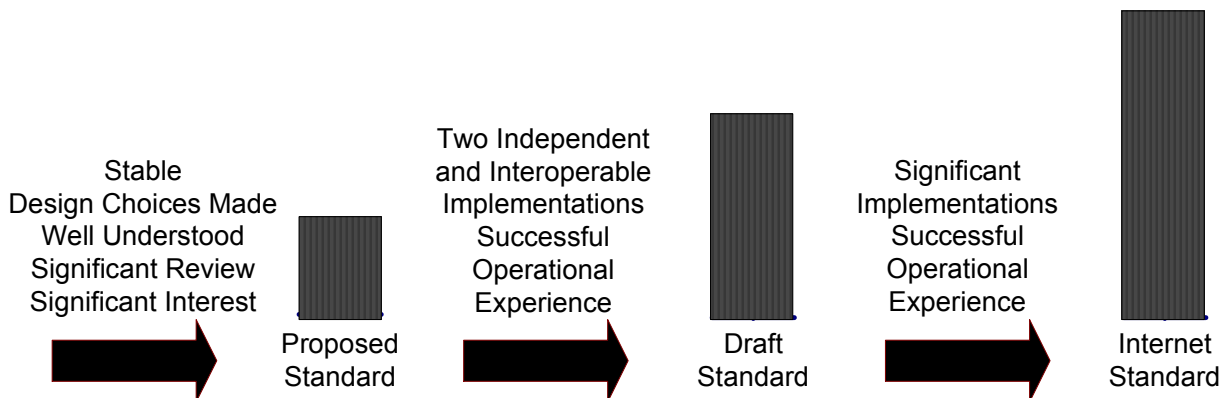 Stable
Design Choices Made
Well Understood
Significant Review
Significant Interest
Proposed
Standard
Two Independent
and Interoperable
Implementations
Successful
Operational
Experience
Draft
Standard
Significant
Implementations
Successful
Operational
Experience
Internet
Standard